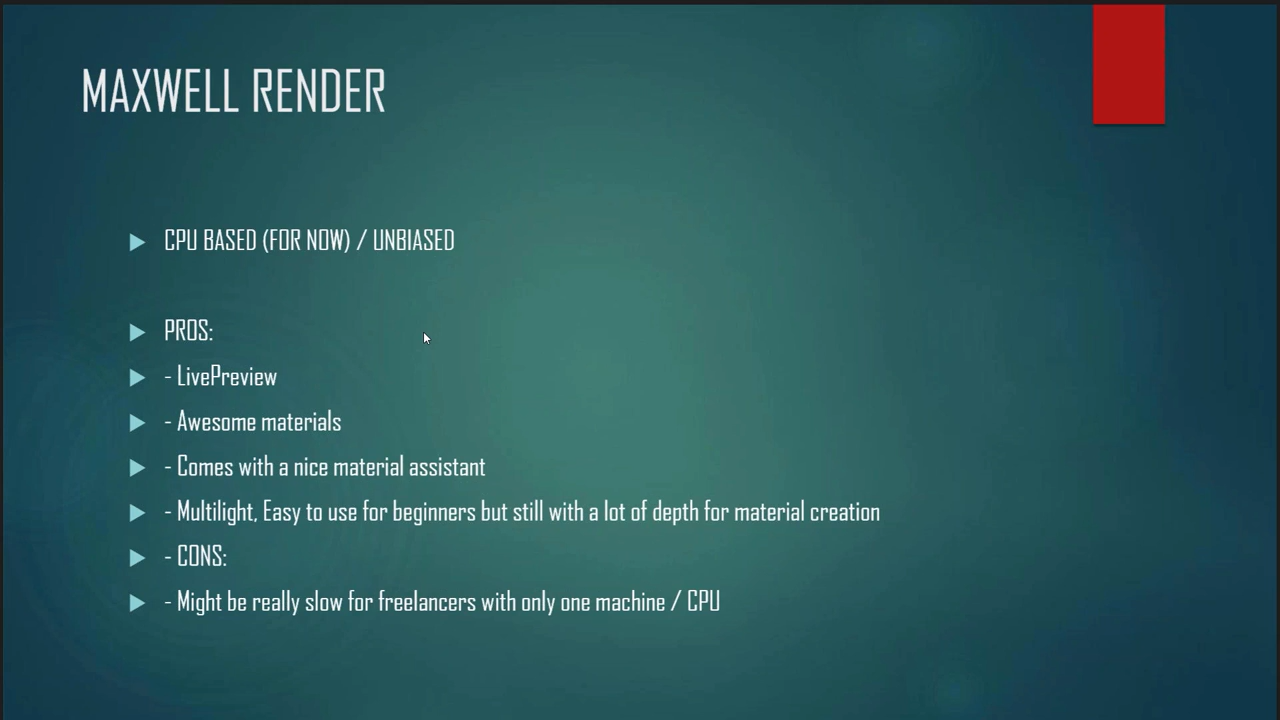 MAXWELL RENDER
CPU BASED (FOR NOW) / UNBIASED
PROS:
- LivePreview
- Awesome materials
- Comes with a nice material assistant
- Multilight, Easy to use for beginners but still with a lot of depth for material creation
- CONS:
- Might be really slow for freelancers with only one machine / CPU